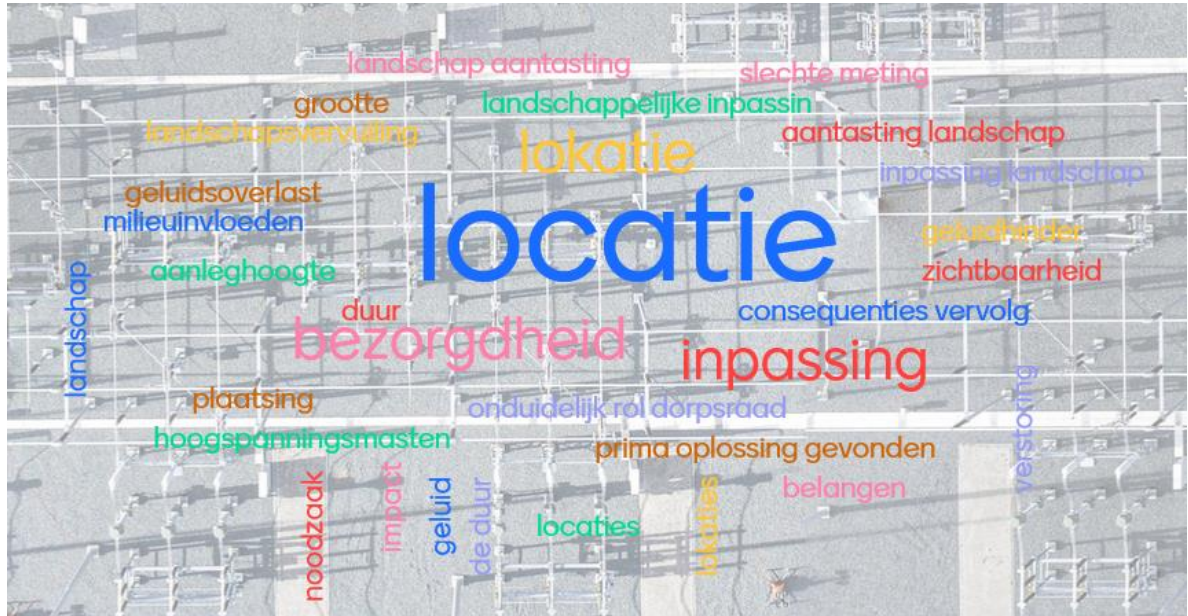 landschap aantasting
slechte meting
grootte
landschappelijke inpassin
landschapsvervuiling
lokatie
aantasting landschap
inpassing landschap
geluidsoverlast
milieuinvloeden
locatie
geluidhinder
aanleghoogte
zichtbaarheid
landschap
duur
consequenties vervolg
bezorgdheid
inpassing
plaatsing
onduidelijk rol dorpsraad
verstoring
hoogspanningsmasten
prima oplossing gevonden
noodzaak
impact
geluid
de duur
locaties
lokaties
belangen